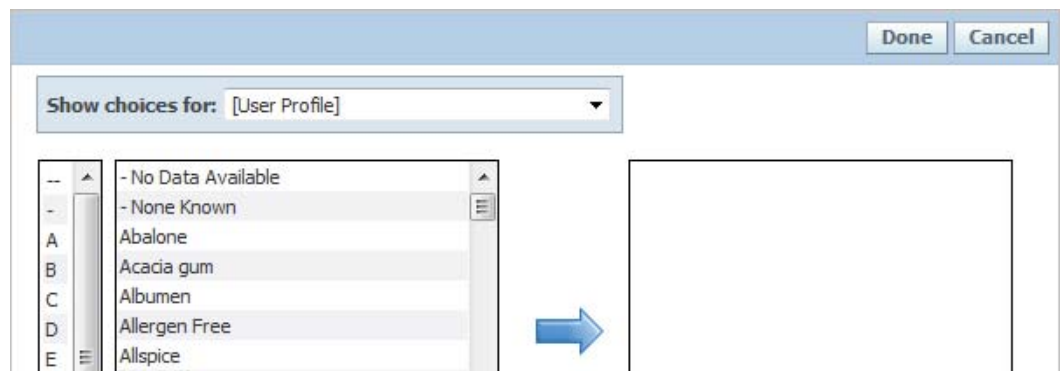 Done Cancel
Show choices for: [User Profile]
--
-
A
B
C
D
E
- No Data Available
- None Known
Abalone
Acacia gum
Albumen
Allergen Free
Allspice